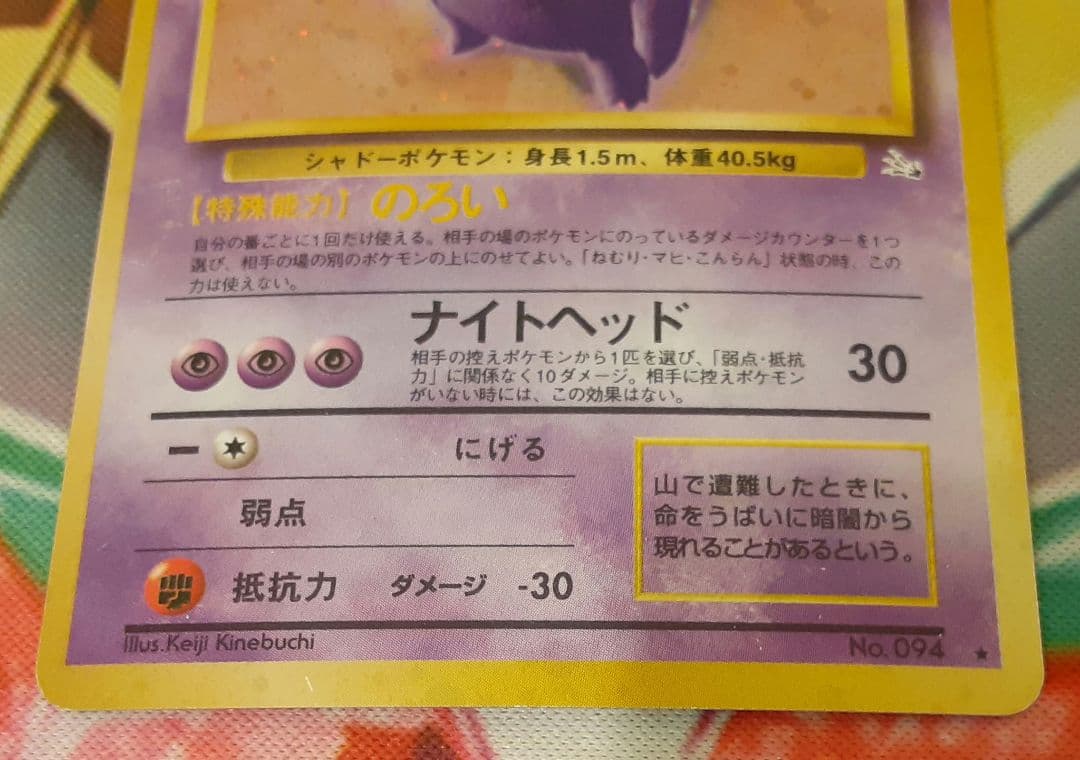 シャドーポケモン：身長1.5m、体重40.5kg
【特殊能力】 のろい
自分の番ごとに1回だけ使える。相手の場のポケモンにのっているダメージカウンターを1つ
選び、相手の場の別のポケモンの上にのせてよい。「ねむり・マヒ・こんらん」状態の時、この
力は使えない。
ナイトヘッド
相手の控えポケモンから1匹を選び、「弱点・抵抗
力」に関係なく10ダメージ。相手に控えポケモン
がいない時には、この効果はない。
30
にげる
弱点
抵抗力 ダメージ -30
山で遭難したときに、
命をうばいに暗闇から
現れることがあるという。
Illus.Keiji Kinebuchi
No. 094 ★